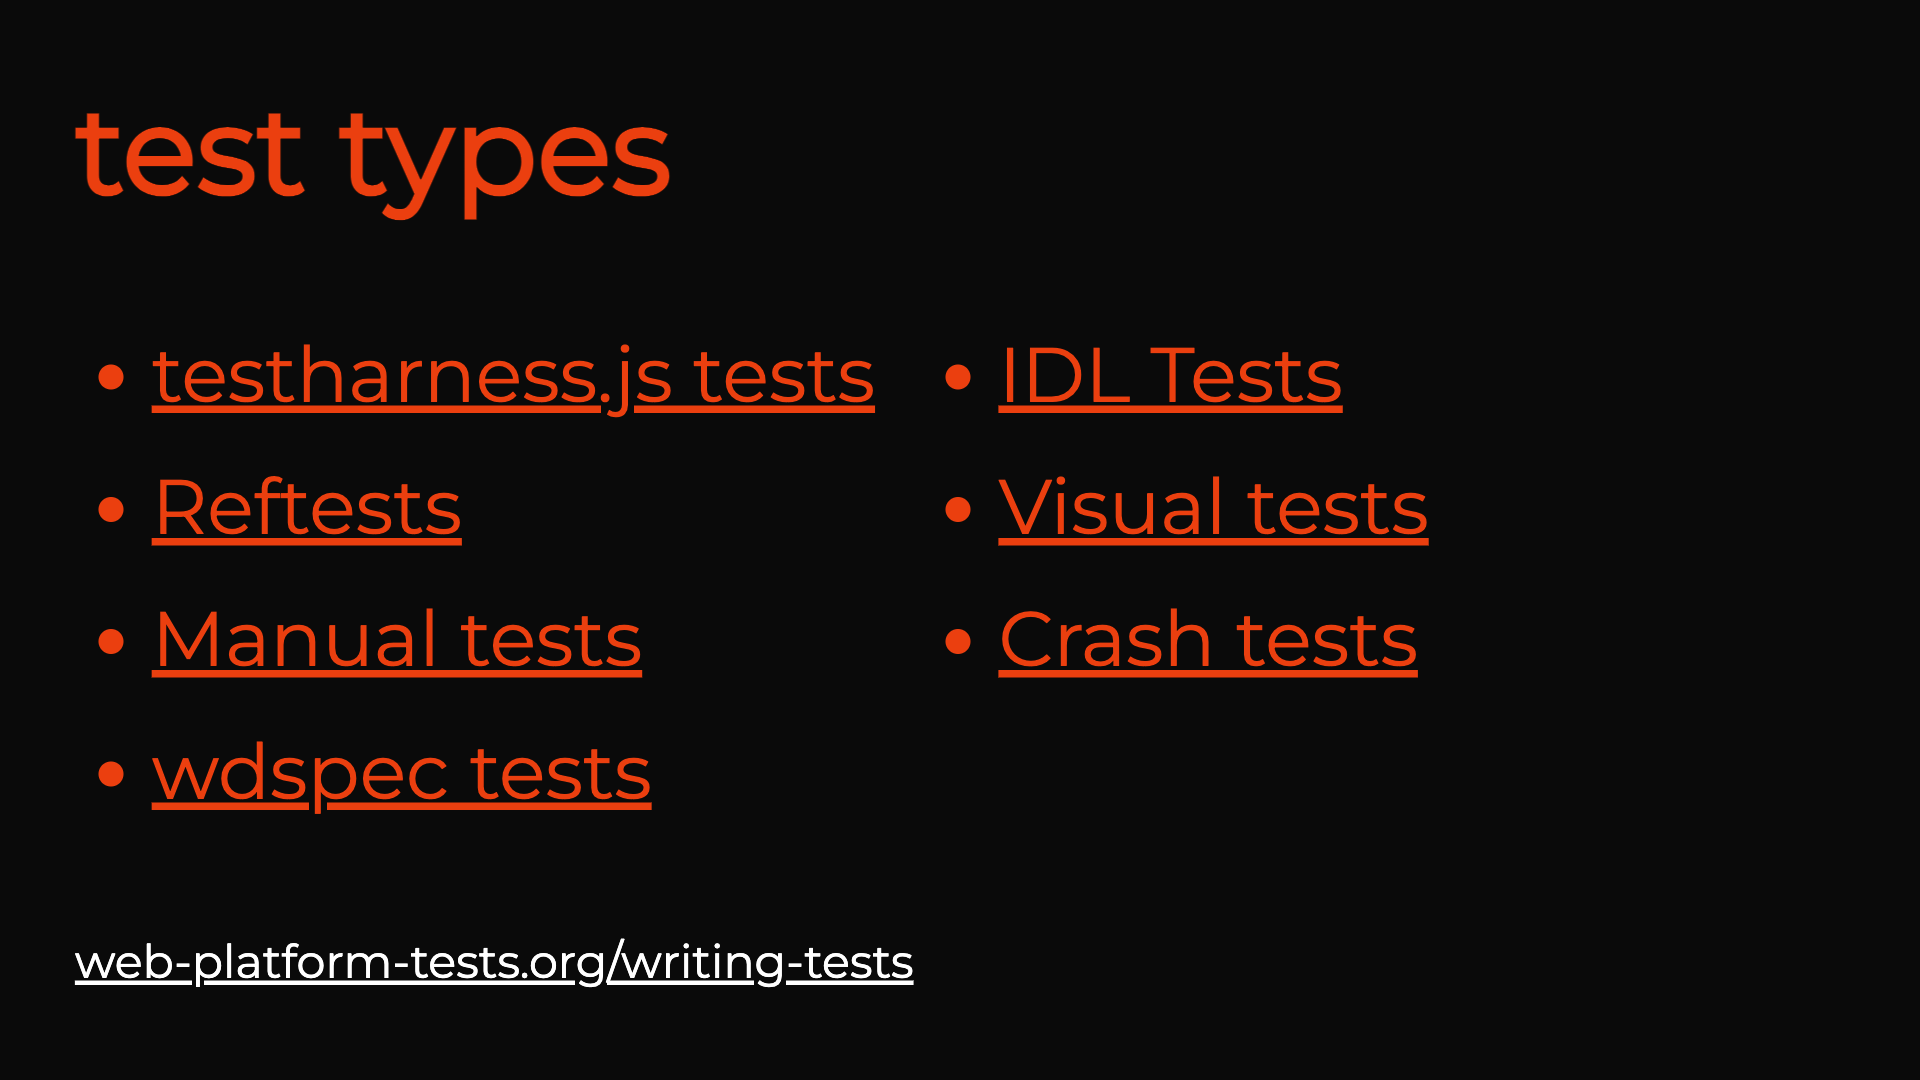 test types
testharness.js tests
Reftests
Manual tests
wdspec tests
IDL Tests
Visual tests
Crash tests
web-platform-tests.org/writing-tests